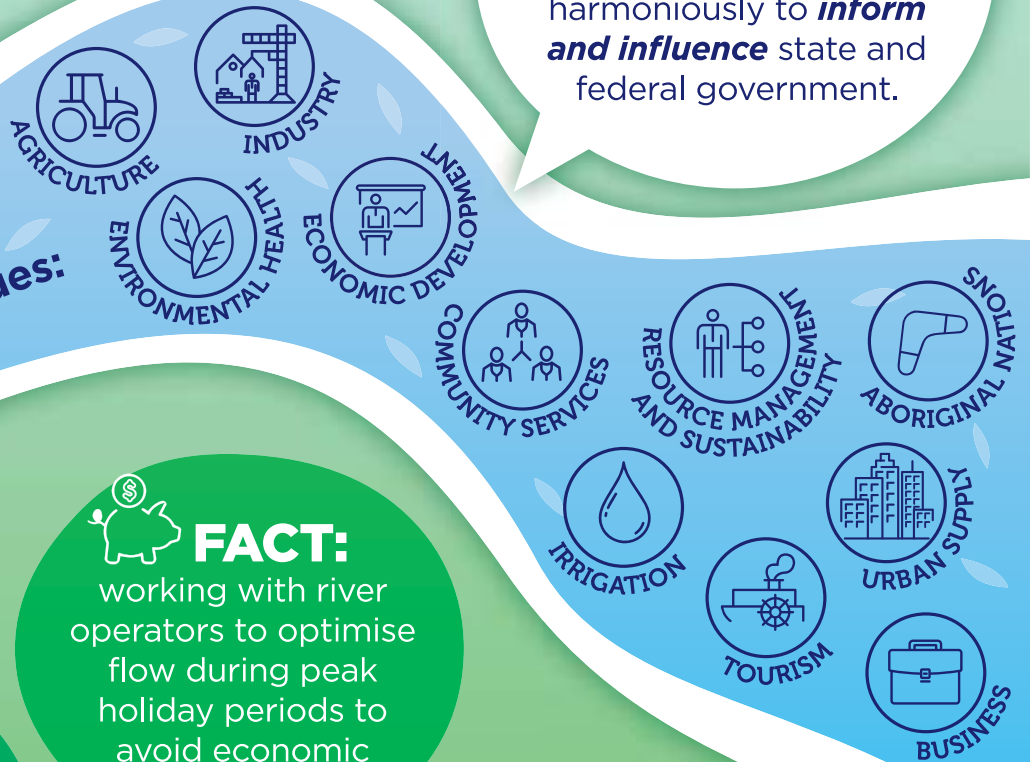 harmoniously to inform
and influence state and
federal government.
AGRICULTURE
INDUSTRY
ENVIRONMENTAL HEALTH
ECONOMIC DEVELOPMENT
COMMUNITY SERVICES
RESOURCE MANAGEMENT
AND SUSTAINABILITY
ABORIGINAL NATIONS
IRRIGATION
URBAN SUPPLY
TOURISM
BUSINESS
$
FACT:
working with river
operators to optimise
flow during peak
holiday periods to
avoid economic